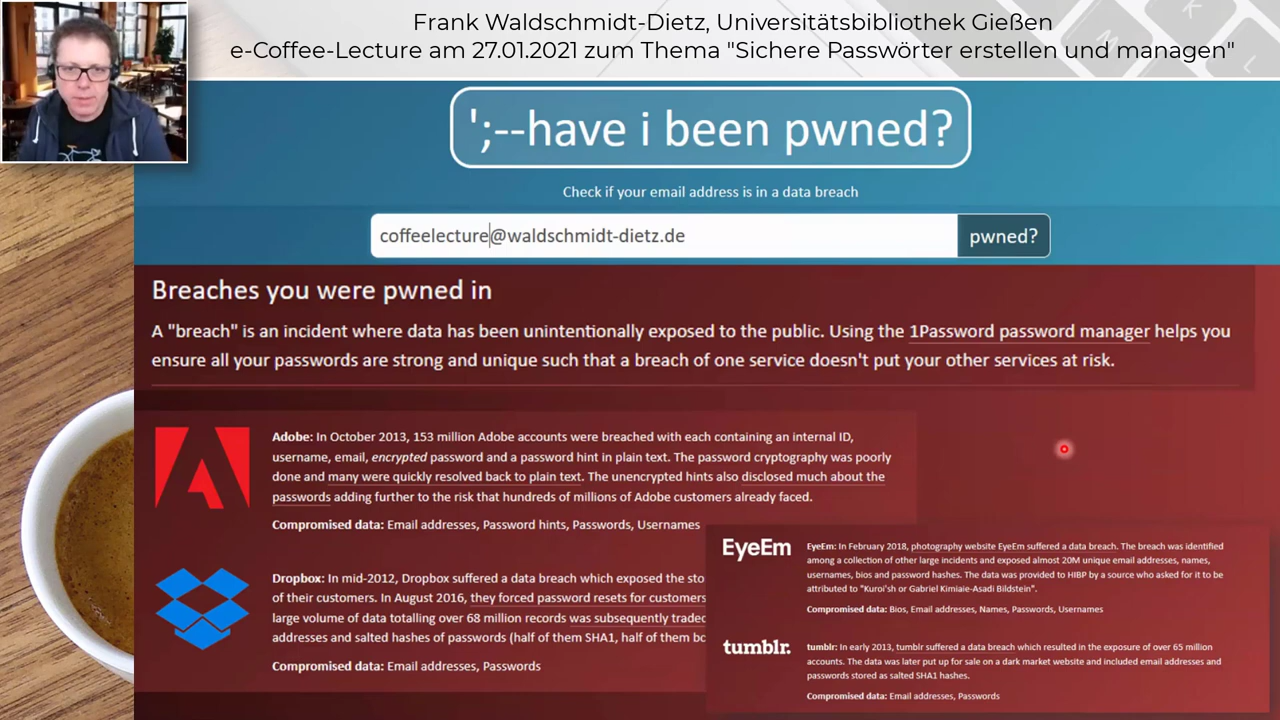 Frank Waldschmidt-Dietz, Universitätsbibliothek Gießen
e-Coffee-Lecture am 27.01.2021 zum Thema "Sichere Passwörter erstellen und managen"
';--have i been pwned?
Check if your email address is in a data breach
coffeelecture@waldschmidt-dietz.de
pwned?
Breaches you were pwned in
A "breach" is an incident where data has been unintentionally exposed to the public. Using the 1Password password manager helps you
ensure all your passwords are strong and unique such that a breach of one service doesn't put your other services at risk.
Adobe: In October 2013, 153 million Adobe accounts were breached with each containing an internal ID,
username, email, encrypted password and a password hint in plain text. The password cryptography was poorly
done and many were quickly resolved back to plain text. The unencrypted hints also disclosed much about the
passwords adding further to the risk that hundreds of millions of Adobe customers already faced.
Compromised data: Email addresses, Password hints, Passwords, Usernames
Dropbox: In mid-2012, Dropbox suffered a data breach which exposed the sto
of their customers. In August 2016, they forced password resets for customers
large volume of data totalling over 68 million records was subsequently traded
addresses and salted hashes of passwords (half of them SHA1, half of them bc
Compromised data: Email addresses, Passwords
EyeEm
EyeEm: In February 2018, photography website EyeEm suffered a data breach. The breach was identified
among a collection of other large incidents and exposed almost 20M unique email addresses, names,
usernames, bios and password hashes. The data was provided to HIBP by a source who asked for it to be
attributed to "Kuroi'sh or Gabriel Kimiaie-Asadi Bildstein".
Compromised data: Bios, Email addresses, Names, Passwords, Usernames
tumblr.
tumblr: In early 2013, tumblr suffered a data breach which resulted in the exposure of over 65 million
accounts. The data was later put up for sale on a dark market website and included email addresses and
passwords stored as salted SHA1 hashes.
Compromised data: Email addresses, Passwords